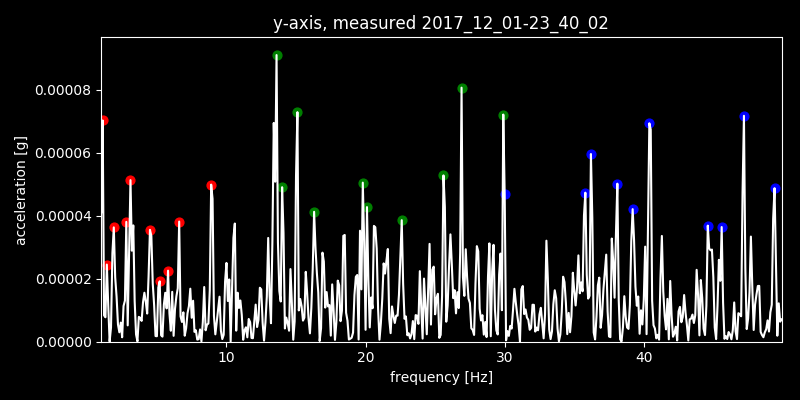 y-axis, measured 2017_12_01-23_40_02
acceleration [g]
0.00008
0.00006
0.00004
0.00002
0.00000
10 20 30 40
frequency [Hz]